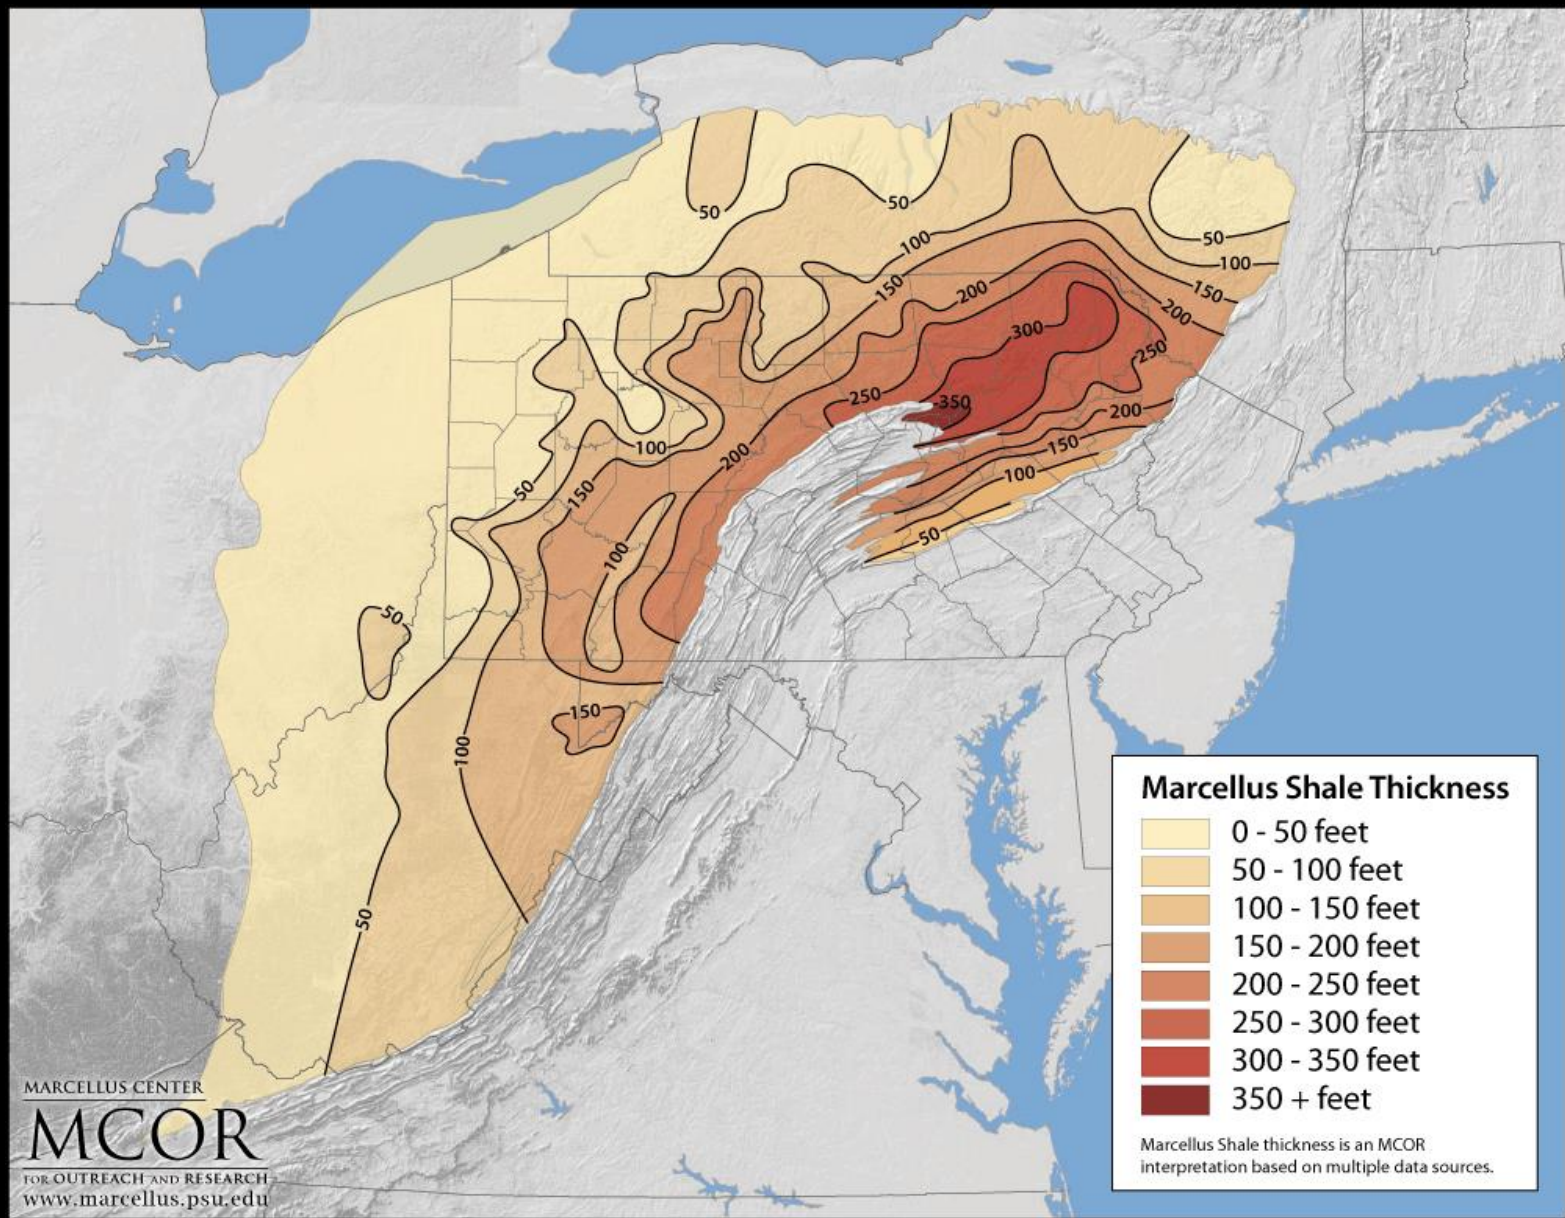 50
50
50
100
100
150
150
200
200
300
250
250
350
200
100
200
150
50
150
100
100
50
50
150
100
50
Marcellus Shale Thickness
0 - 50 feet
50 - 100 feet
100 - 150 feet
150 - 200 feet
200 - 250 feet
250 - 300 feet
300 - 350 feet
350 + feet
Marcellus Shale thickness is an MCOR
interpretation based on multiple data sources.
MARCELLUS CENTER
MCOR
FOR OUTREACH AND RESEARCH
www.marcellus.psu.edu